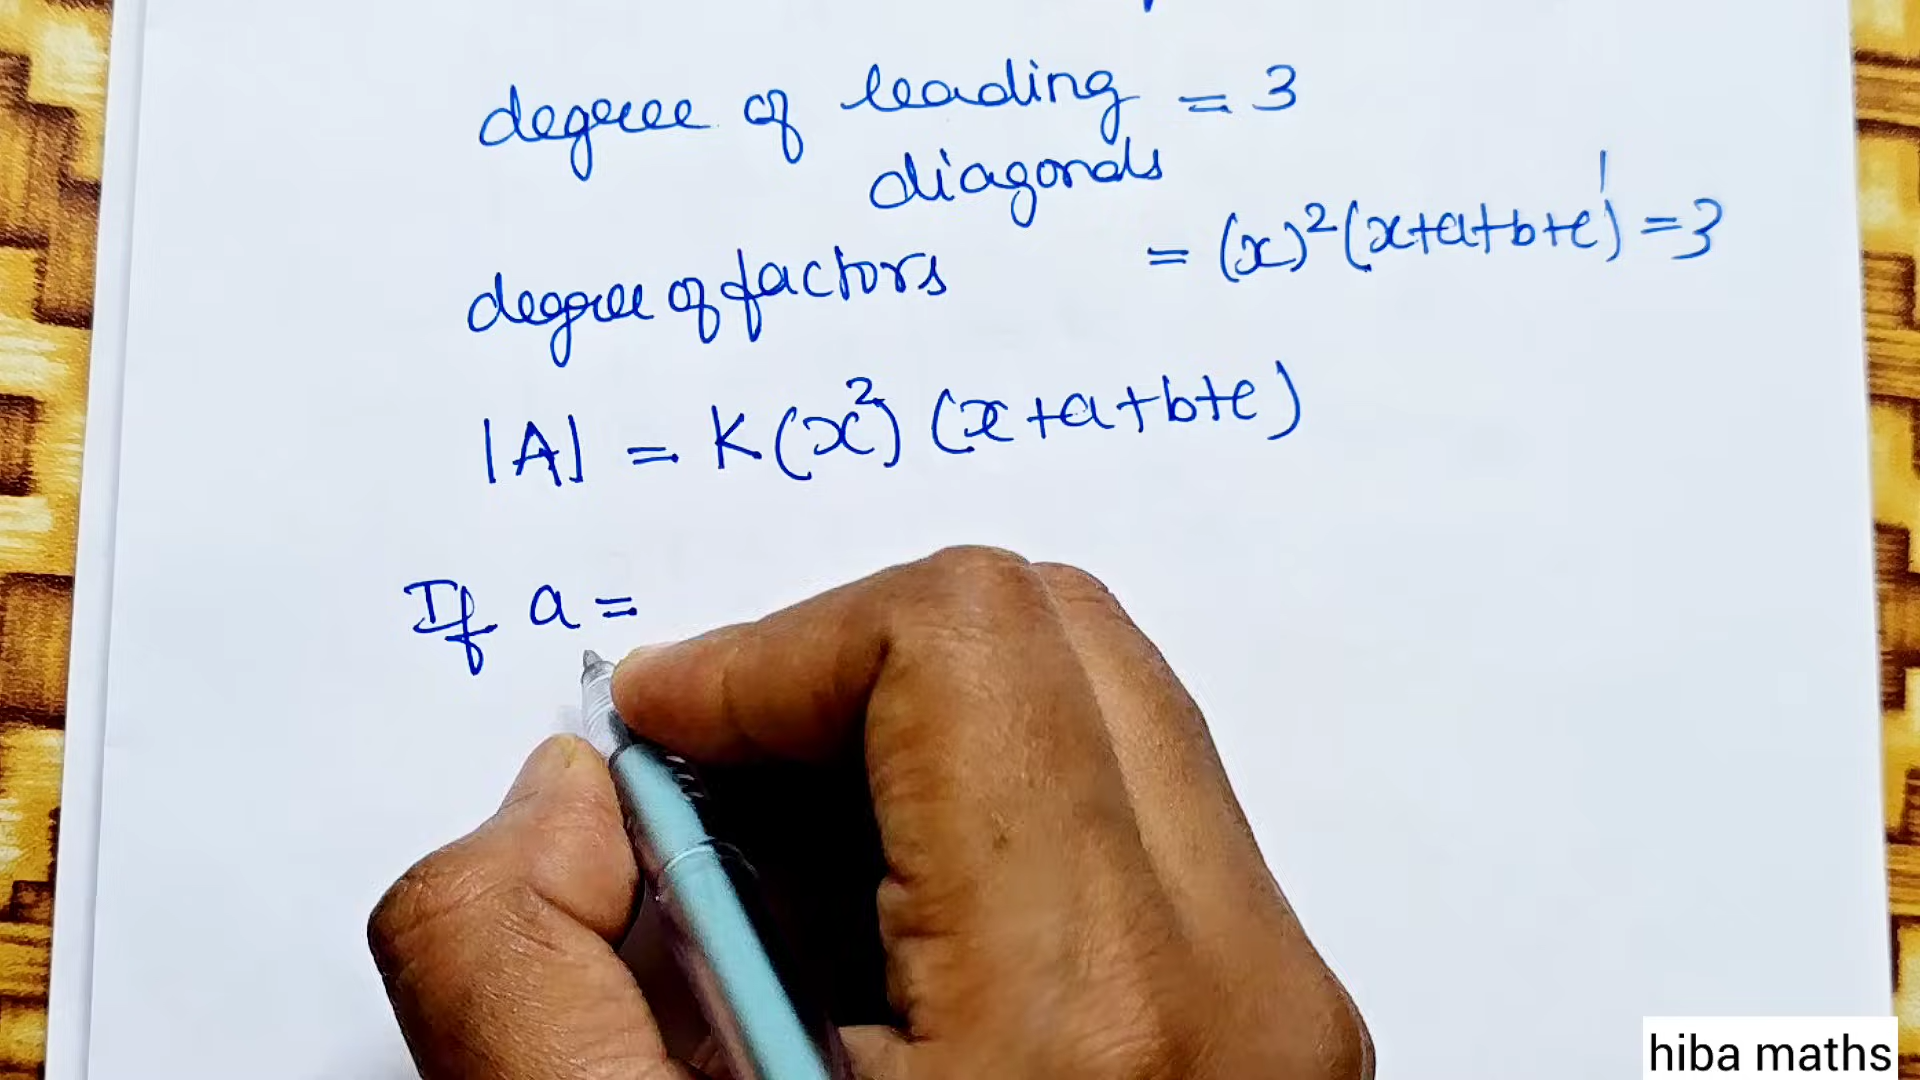 degree of leading = 3
diagonals
degree of factors = (x)²(x+a+b+c) = 3
|A| = K(x²)(x+a+b+c)
If a =
hiba maths